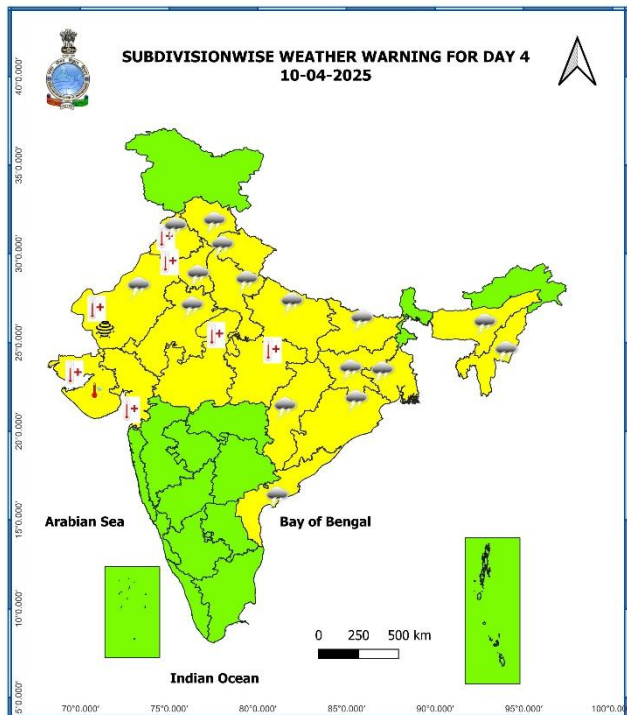 SUBDIVISIONWISE WEATHER WARNING FOR DAY 4
10-04-2025
40°0.000'
35°0.000'
30°0.000'
25°0.000'
20°0.000'
15°0.000'
10°0.000'
5°0.000'
Arabian Sea
Bay of Bengal
0 250 500 km
Indian Ocean
70°0.000' 75°0.000' 80°0.000' 85°0.000' 90°0.000' 95°0.000' 100°0.00